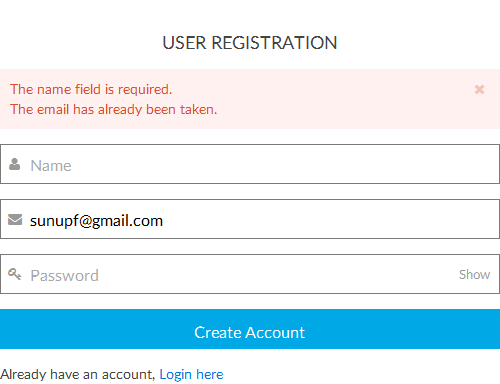 USER REGISTRATION
The name field is required.
The email has already been taken.
Name
sunupf@gmail.com
Password Show
Create Account
Already have an account, Login here